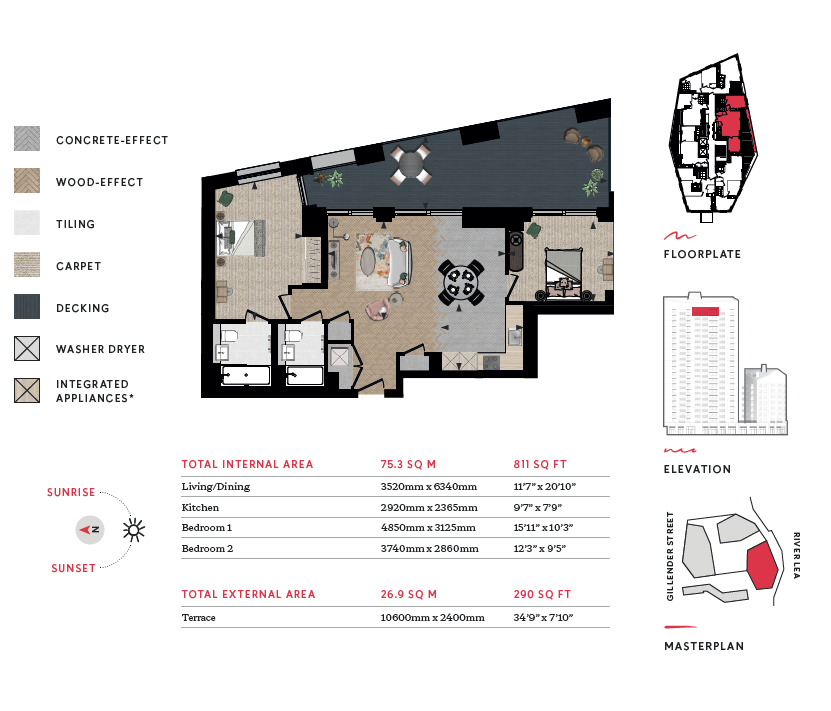 CONCRETE-EFFECT
WOOD-EFFECT
TILING
CARPET
DECKING
WASHER DRYER
INTEGRATED
APPLIANCES*
SUNRISE
N
SUNSET
TOTAL INTERNAL AREA 75.3 SQ M 811 SQ FT
Living/Dining 3520mm x 6340mm 11'7" x 20'10"
Kitchen 2920mm x 2365mm 9'7" x 7'9"
Bedroom 1 4850mm x 3125mm 15'11" x 10'3"
Bedroom 2 3740mm x 2860mm 12'3" x 9'5"
TOTAL EXTERNAL AREA 26.9 SQ M 290 SQ FT
Terrace 10600mm x 2400mm 34'9" x 7'10"
FLOORPLATE
ELEVATION
GILLENDER STREET
RIVER LEA
MASTERPLAN